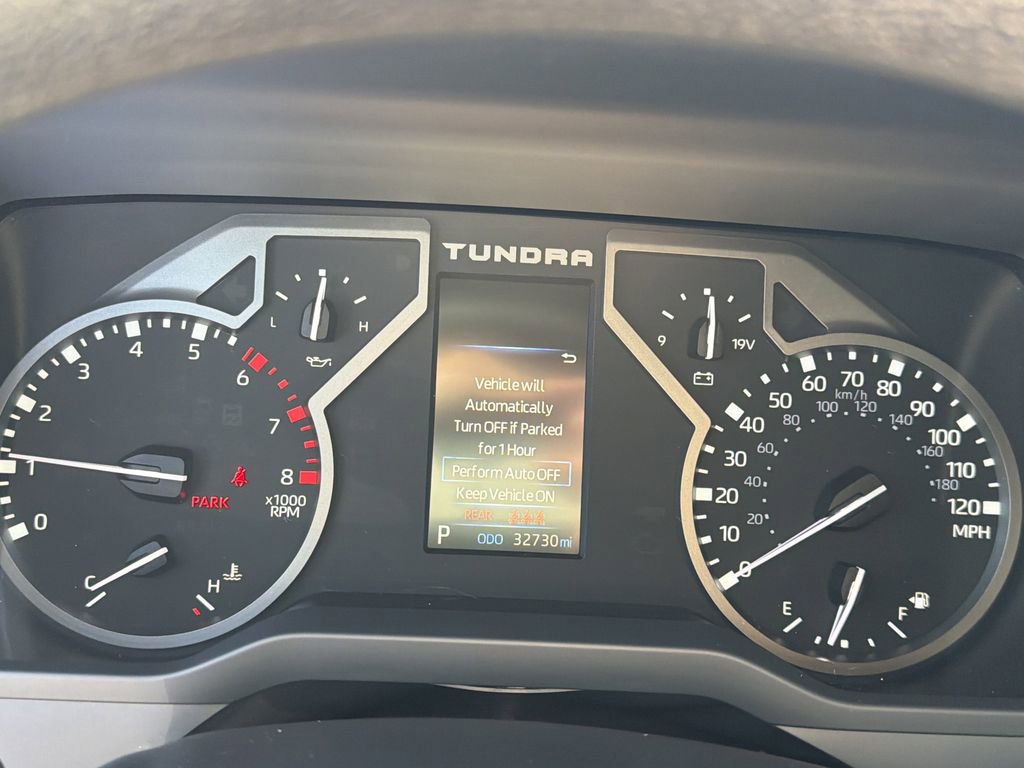 TUNDRA
L H
9 19V
0 1 2 3 4 5 6 7 8
x1000
RPM
PARK
C H
Vehicle will
Automatically
Turn OFF if Parked
for 1 Hour
Perform Auto OFF
Keep Vehicle ON
REAR
P ODO 32730 mi
0 10 20 30 40 50 60 70 80 90 100 110 120
MPH
km/h
20 40 60 80 100 120 140 160 180
E F